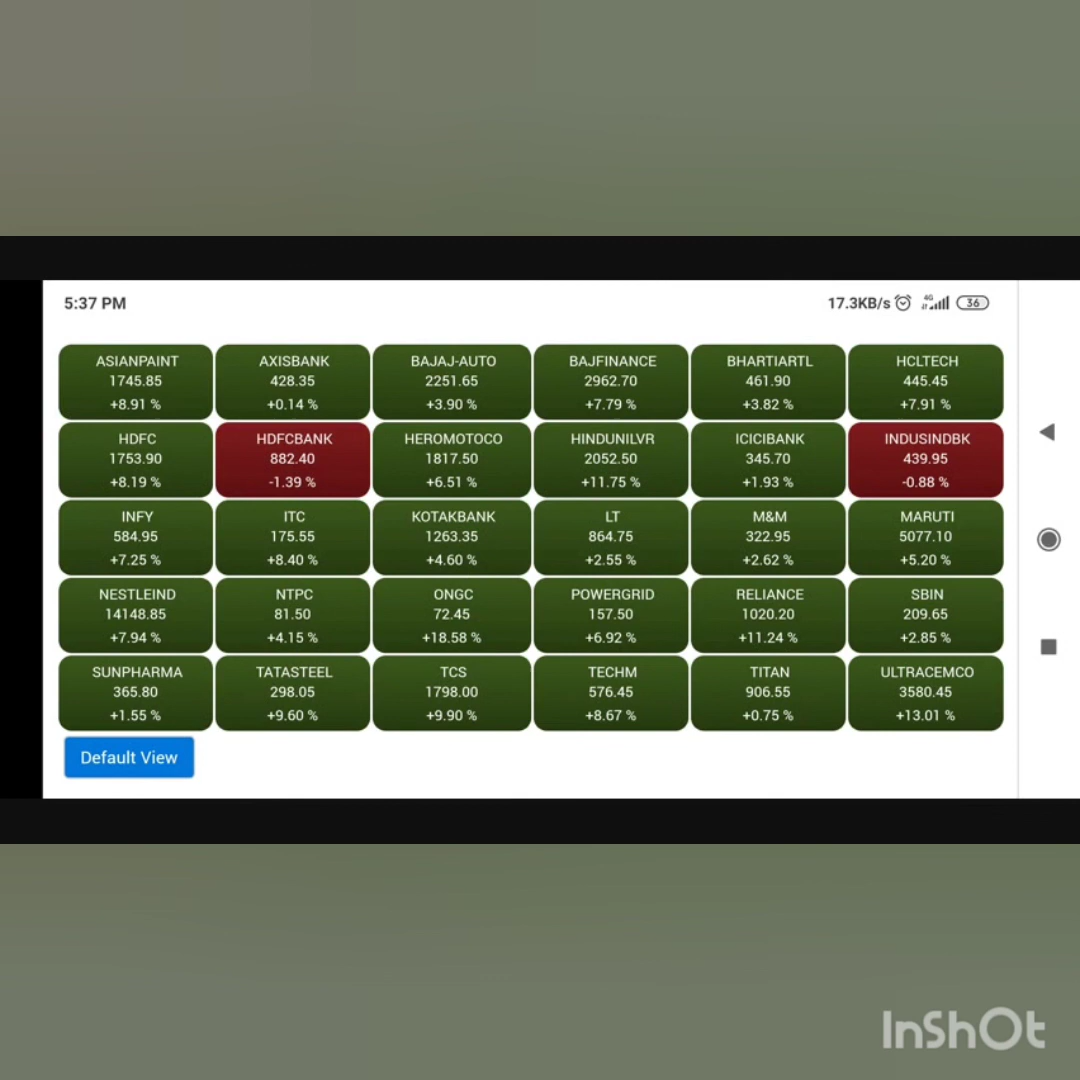 5:37 PM 17.3KB/s 4G 36
ASIANPAINT AXISBANK BAJAJ-AUTO BAJFINANCE BHARTIARTL HCLTECH
1745.85 428.35 2251.65 2962.70 461.90 445.45
+8.91 % +0.14 % +3.90 % +7.79 % +3.82 % +7.91 %
HDFC HDFCBANK HEROMOTOCO HINDUNILVR ICICIBANK INDUSINDBK
1753.90 882.40 1817.50 2052.50 345.70 439.95
+8.19 % -1.39 % +6.51 % +11.75 % +1.93 % -0.88 %
INFY ITC KOTAKBANK LT M&M MARUTI
584.95 175.55 1263.35 864.75 322.95 5077.10
+7.25 % +8.40 % +4.60 % +2.55 % +2.62 % +5.20 %
NESTLEIND NTPC ONGC POWERGRID RELIANCE SBIN
14148.85 81.50 72.45 157.50 1020.20 209.65
+7.94 % +4.15 % +18.58 % +6.92 % +11.24 % +2.85 %
SUNPHARMA TATASTEEL TCS TECHM TITAN ULTRACEMCO
365.80 298.05 1798.00 576.45 906.55 3580.45
+1.55 % +9.60 % +9.90 % +8.67 % +0.75 % +13.01 %
Default View
InShOt